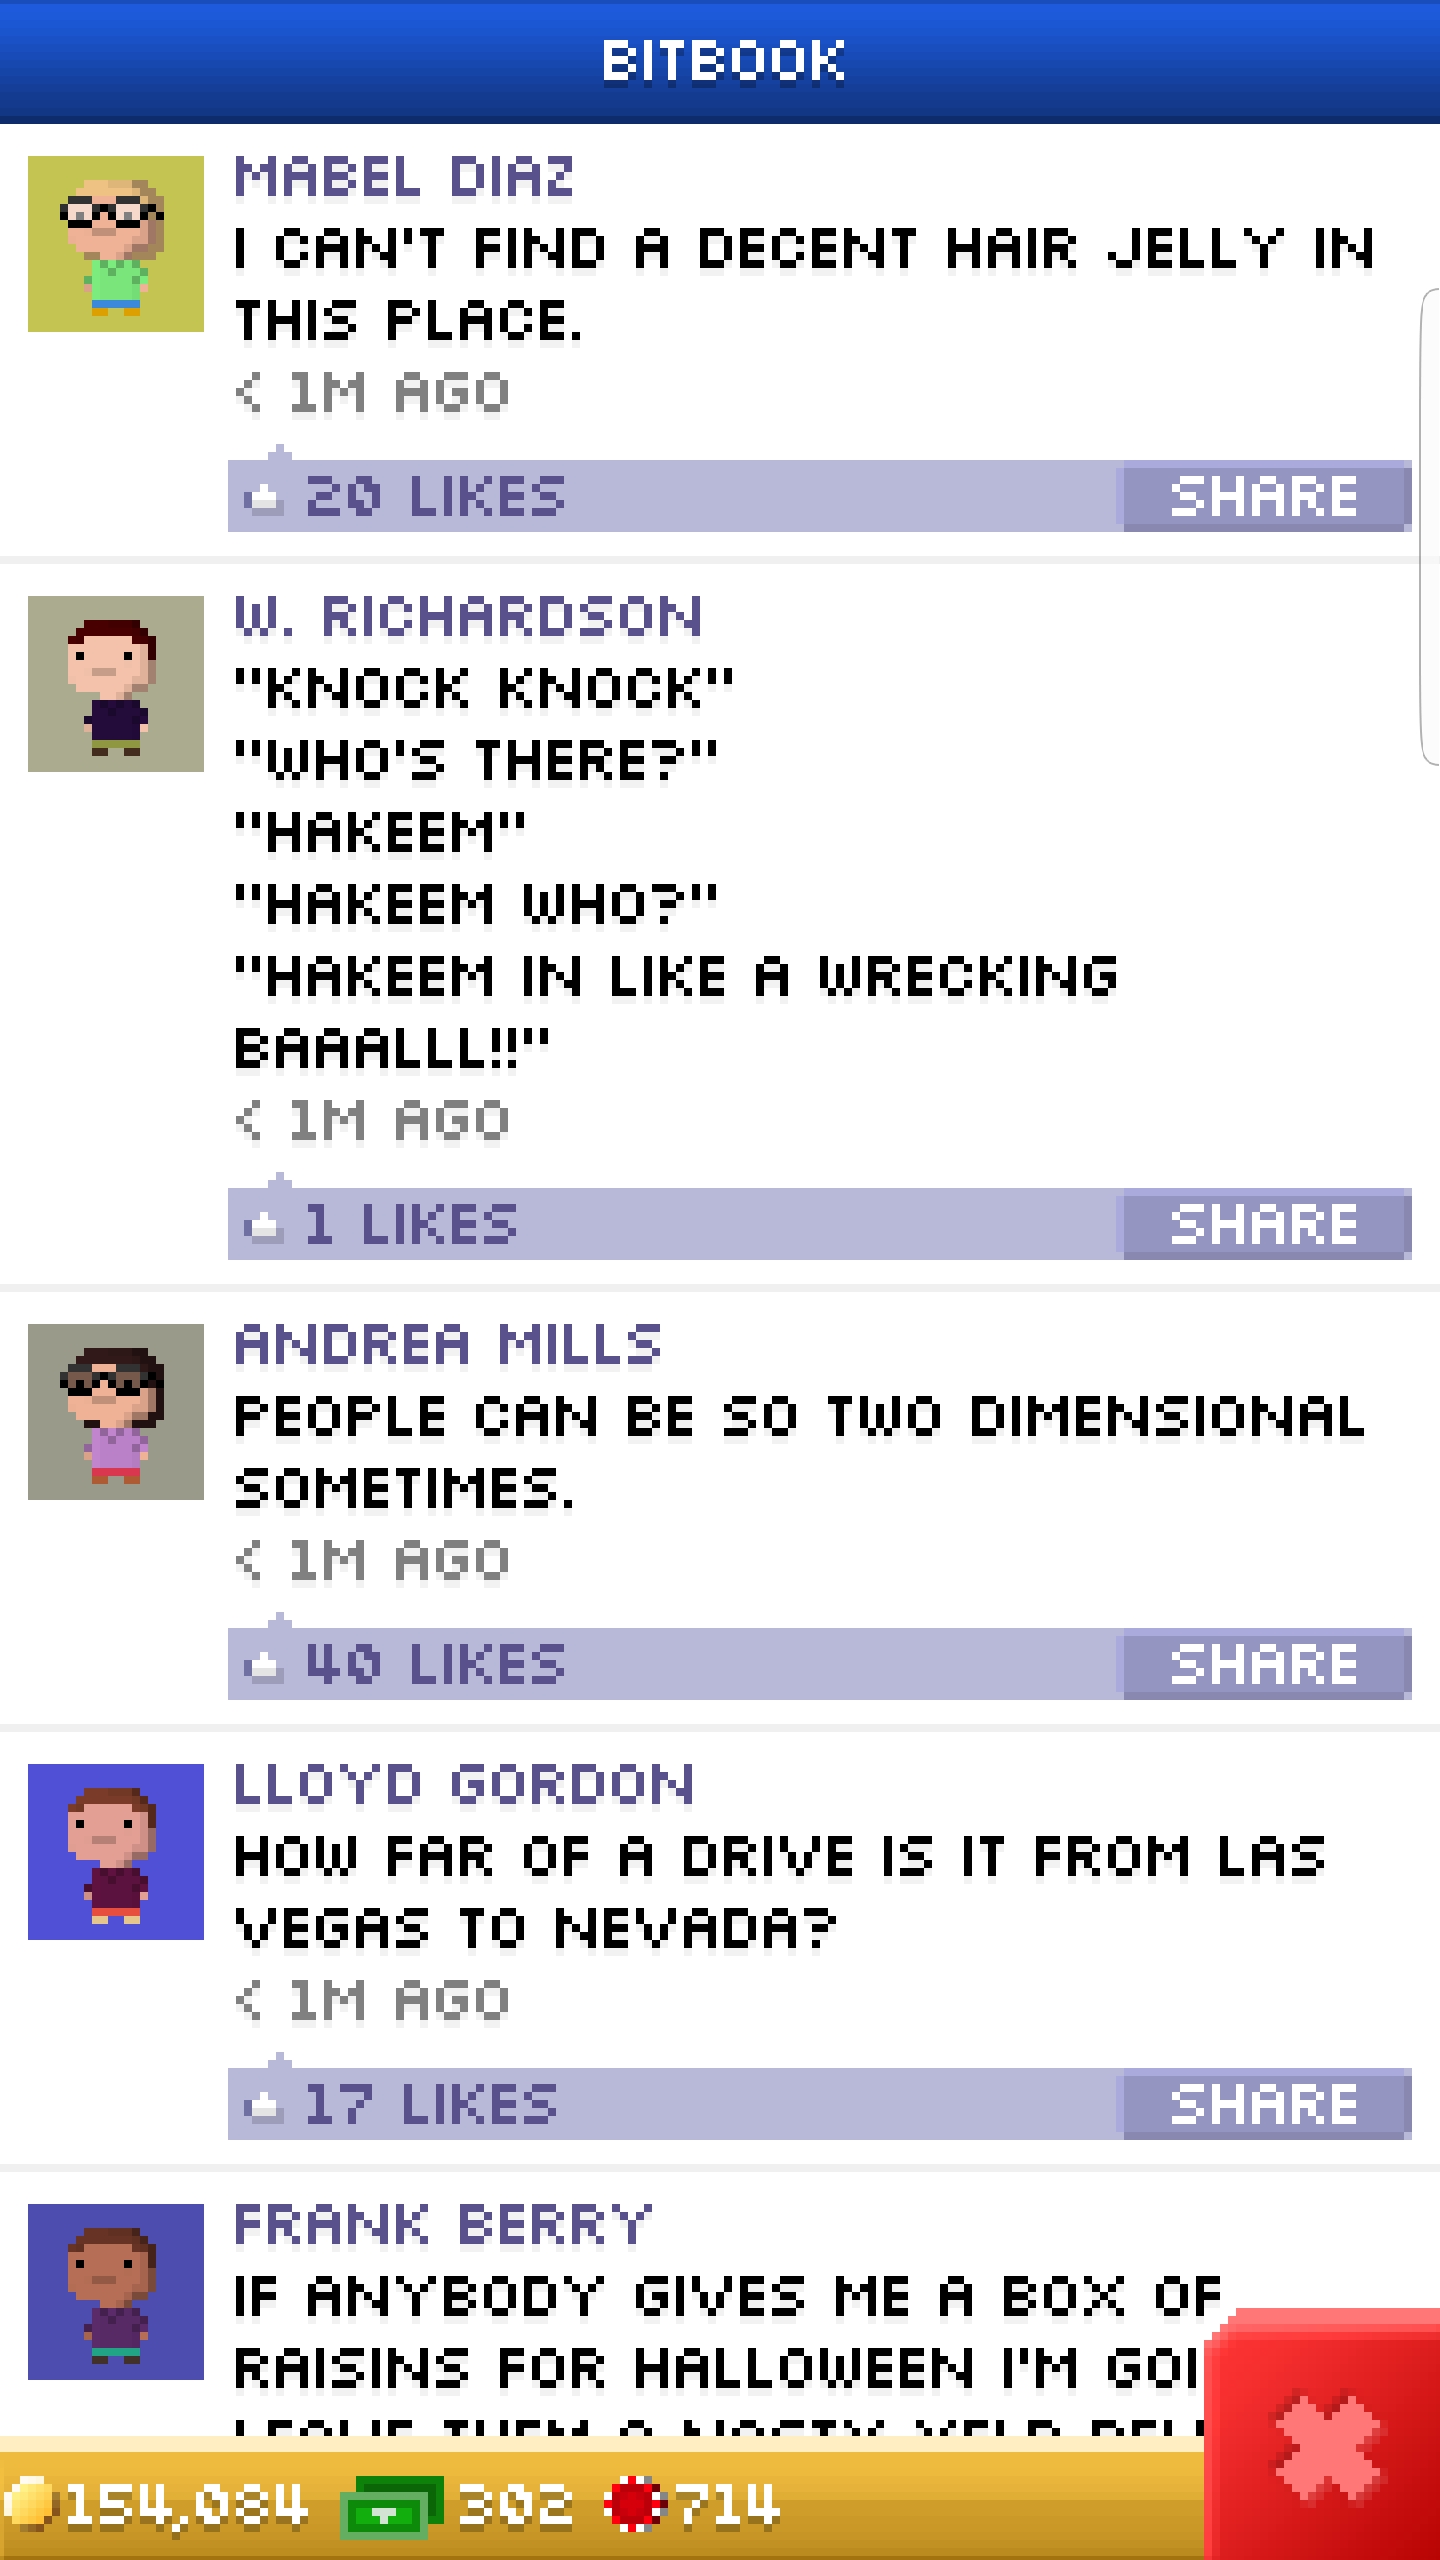 BITBOOK
MABEL DIAZ
I CAN'T FIND A DECENT HAIR JELLY IN
THIS PLACE.
< 1M AGO
20 LIKES SHARE
W. RICHARDSON
"KNOCK KNOCK"
"WHO'S THERE?"
"HAKEEM"
"HAKEEM WHO?"
"HAKEEM IN LIKE A WRECKING
BAAALLL!!"
< 1M AGO
1 LIKES SHARE
ANDREA MILLS
PEOPLE CAN BE SO TWO DIMENSIONAL
SOMETIMES.
< 1M AGO
40 LIKES SHARE
LLOYD GORDON
HOW FAR OF A DRIVE IS IT FROM LAS
VEGAS TO NEVADA?
< 1M AGO
17 LIKES SHARE
FRANK BERRY
IF ANYBODY GIVES ME A BOX OF
RAISINS FOR HALLOWEEN I'M GOI
154,084 302 714